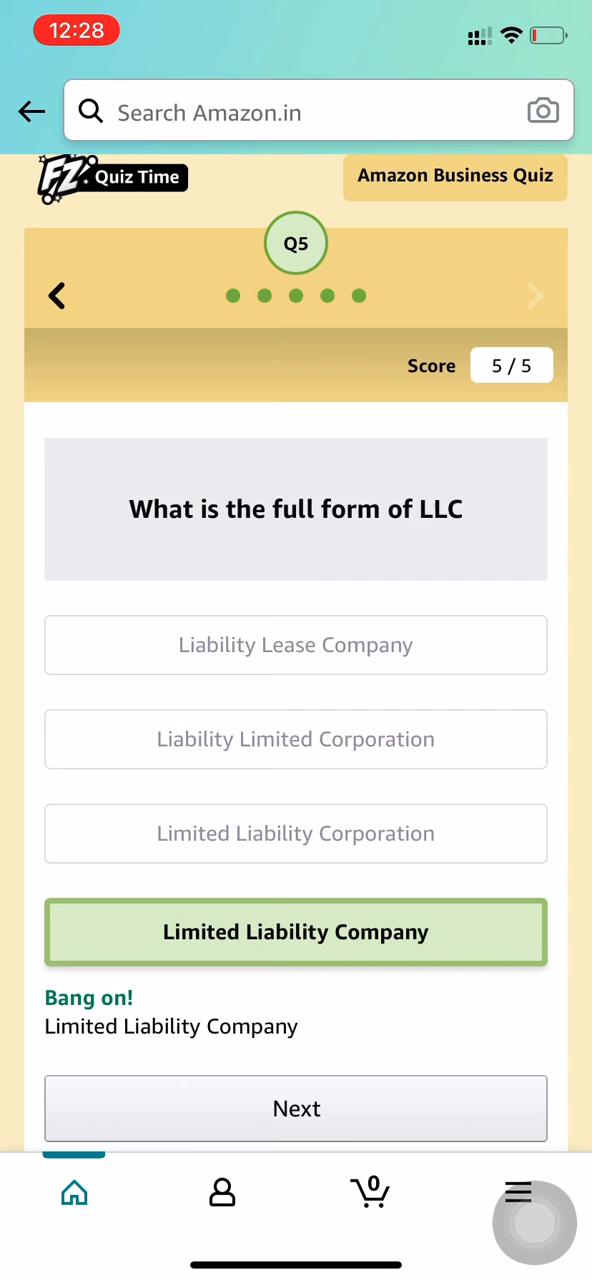 12:28
Search Amazon.in
FZ Quiz Time
Amazon Business Quiz
Q5
Score 5 / 5
What is the full form of LLC
Liability Lease Company
Liability Limited Corporation
Limited Liability Corporation
Limited Liability Company
Bang on!
Limited Liability Company
Next
0